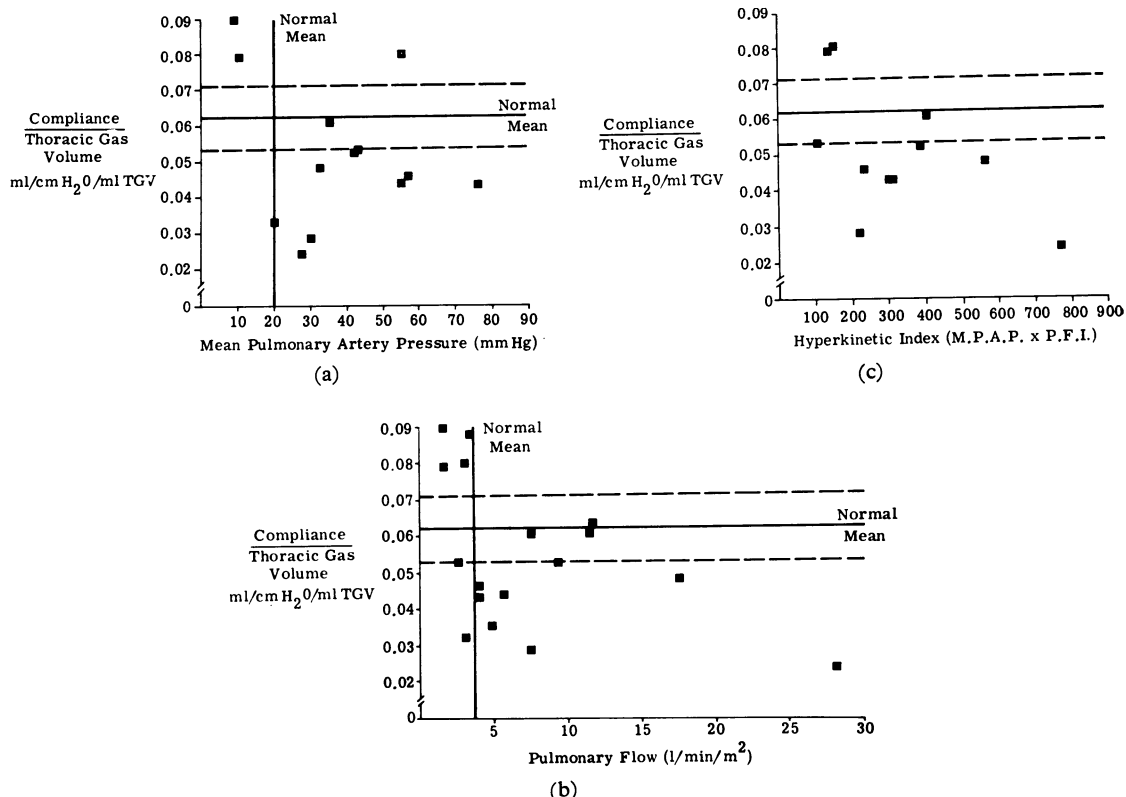 0.09
0.08
0.07
0.06
0.05
0.04
0.03
0.02
0
Normal
Mean
Normal
Mean
Compliance
Thoracic Gas
Volume
ml/cm H2O/ml TGV
10 20 30 40 50 60 70 80 90
Mean Pulmonary Artery Pressure (mm Hg)
(a)
0.09
0.08
0.07
0.06
0.05
0.04
0.03
0.02
0
Compliance
Thoracic Gas
Volume
ml/cm H2O/ml TGV
100 200 300 400 500 600 700 800 900
Hyperkinetic Index (M.P.A.P. x P.F.I.)
(c)
0.09
0.08
0.07
0.06
0.05
0.04
0.03
0.02
0
Normal
Mean
Normal
Mean
Compliance
Thoracic Gas
Volume
ml/cm H2O/ml TGV
5 10 15 20 25 30
Pulmonary Flow (l/min/m2)
(b)